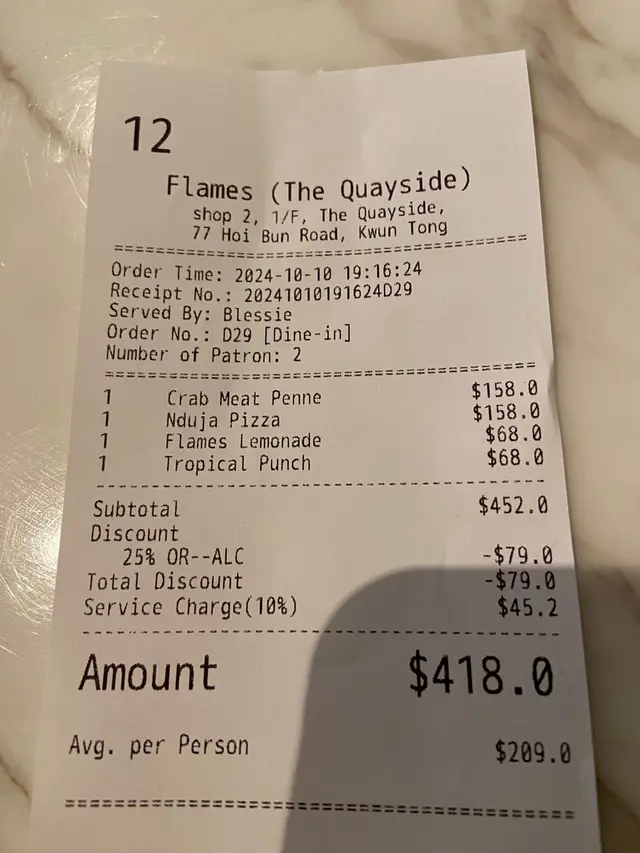 12
Flames (The Quayside)
shop 2, 1/F, The Quayside,
77 Hoi Bun Road, Kwun Tong
================================================
Order Time: 2024-10-10 19:16:24
Receipt No.: 20241010191624D29
Served By: Blessie
Order No.: D29 [Dine-in]
Number of Patron: 2
================================================
1 Crab Meat Penne $158.0
1 Nduja Pizza $158.0
1 Flames Lemonade $68.0
1 Tropical Punch $68.0
------------------------------------------------
Subtotal $452.0
Discount
25% OR--ALC -$79.0
Total Discount -$79.0
Service Charge(10%) $45.2
------------------------------------------------
Amount $418.0
Avg. per Person $209.0
================================================